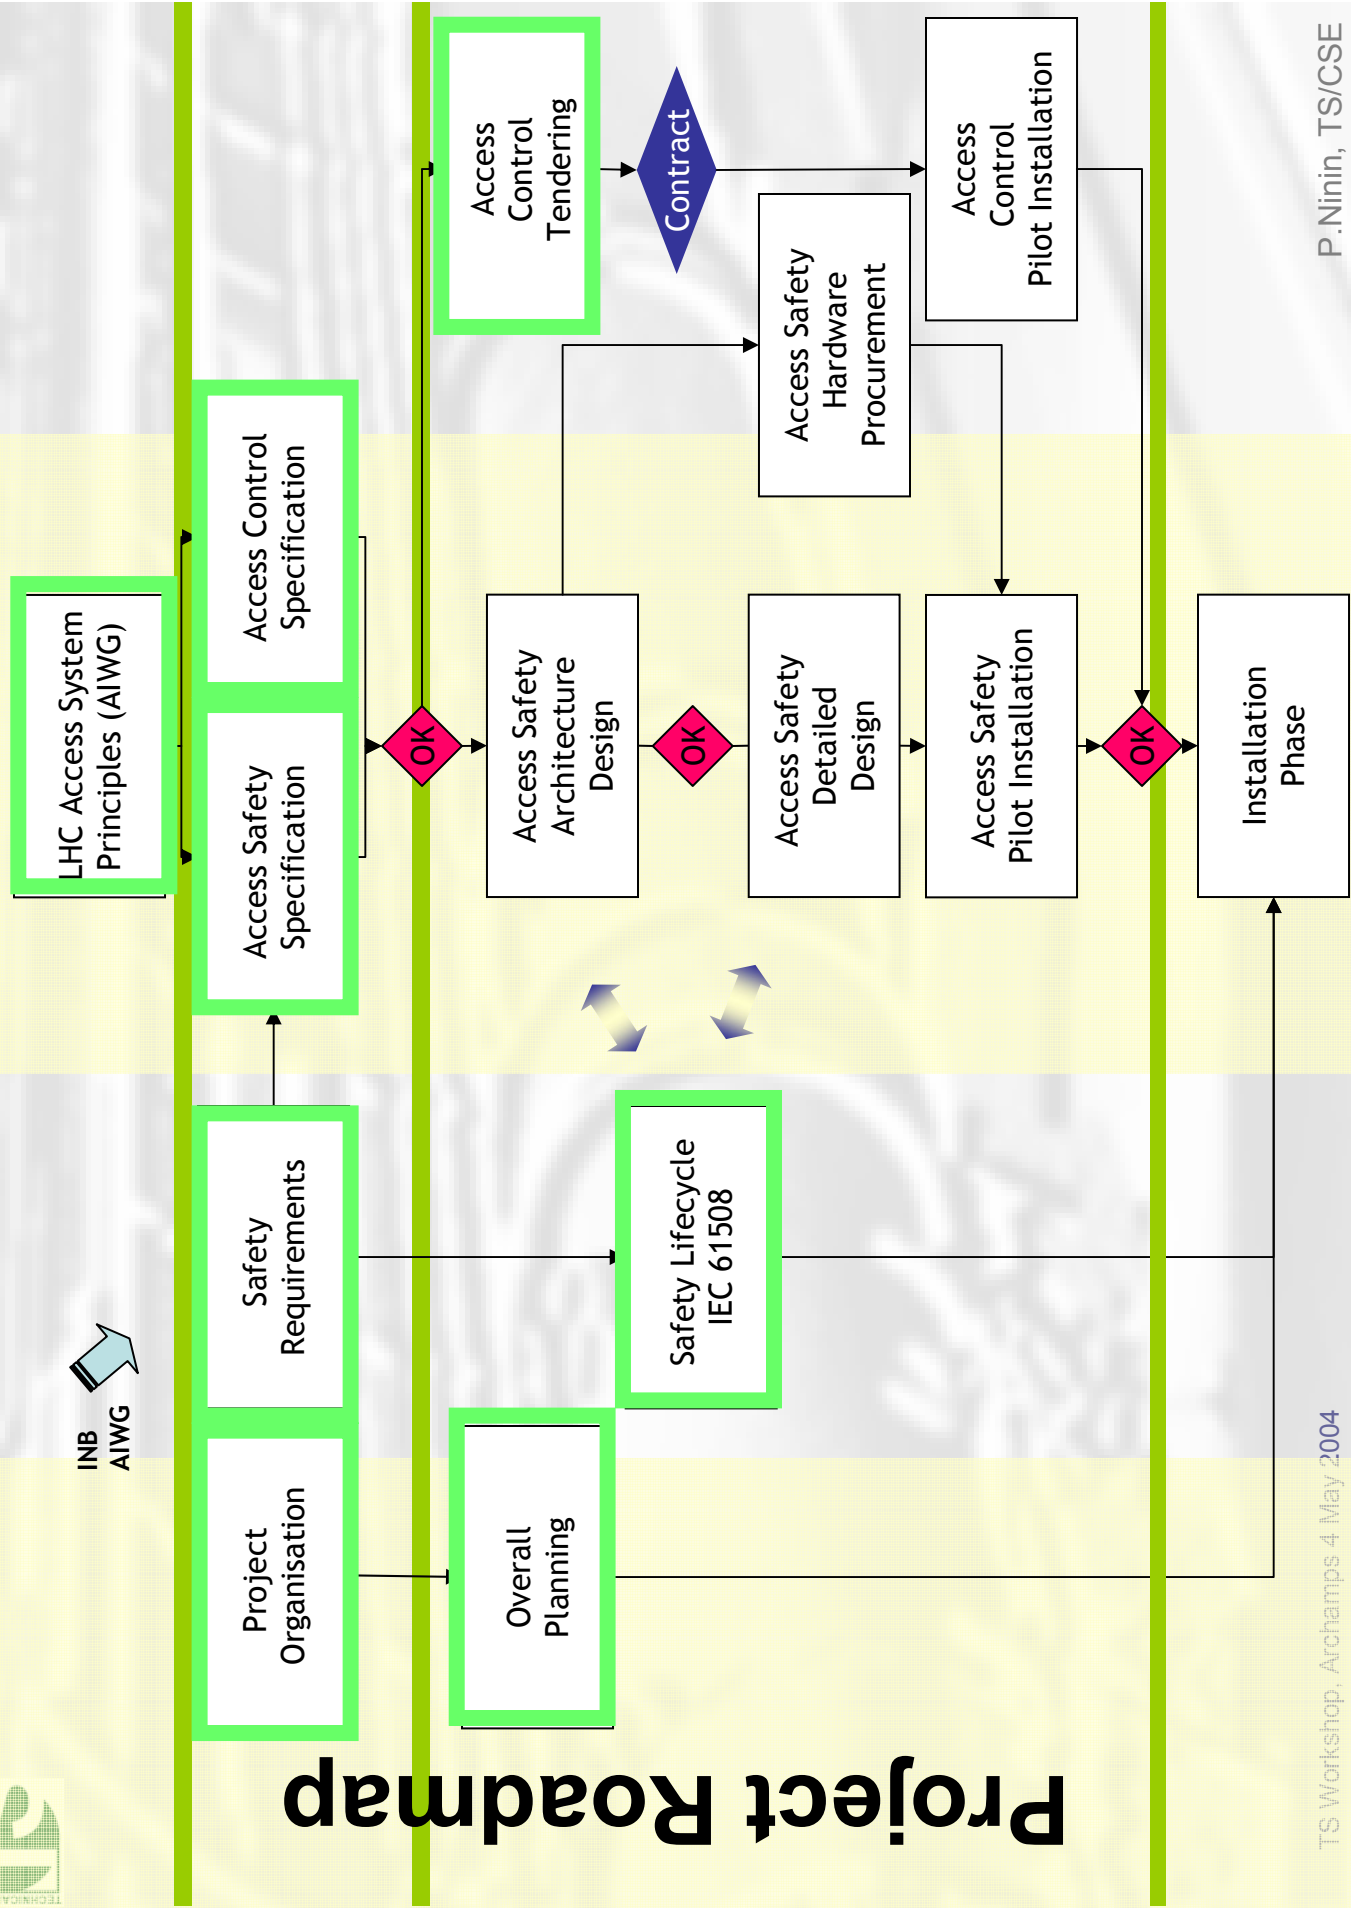 Project Roadmap
INB
AIWG
LHC Access System
Principles (AIWG)
Project
Organisation
Safety
Requirements
Access Safety
Specification
Access Control
Specification
OK
Overall
Planning
Safety Lifecycle
IEC 61508
Access Safety
Architecture
Design
OK
Access Safety
Detailed
Design
Access Safety
Pilot Installation
OK
Installation
Phase
Access
Control
Tendering
Contract
Access Safety
Hardware
Procurement
Access
Control
Pilot Installation
TS Workshop, Archamps 4 May 2004
P.Ninin, TS/CSE
TECHNICA